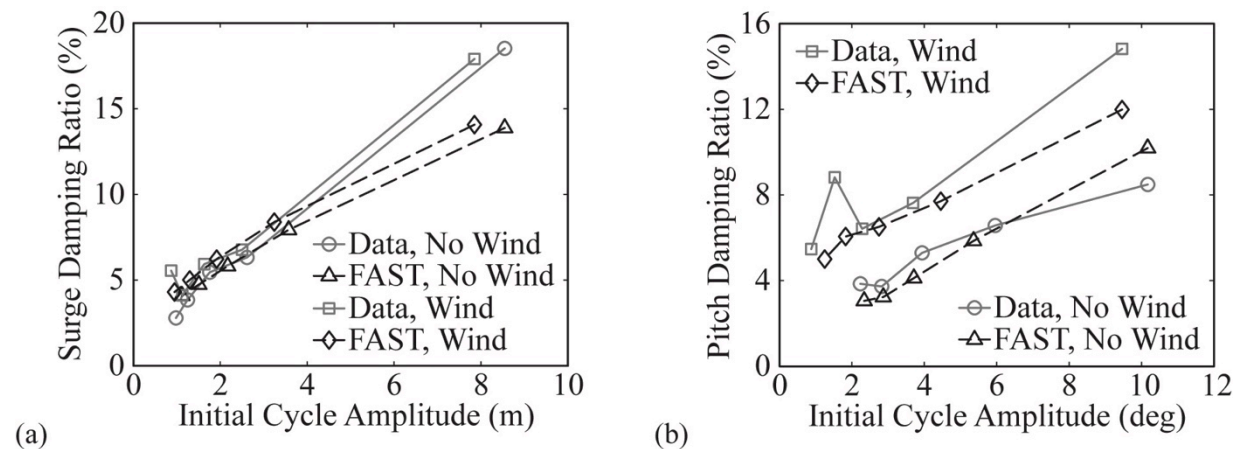 Surge Damping Ratio (%)
20
15
10
5
0
Data, No Wind
FAST, No Wind
Data, Wind
FAST, Wind
0 2 4 6 8 10
Initial Cycle Amplitude (m)
(a)
Pitch Damping Ratio (%)
16
12
8
4
0
Data, Wind
FAST, Wind
Data, No Wind
FAST, No Wind
0 2 4 6 8 10 12
Initial Cycle Amplitude (deg)
(b)